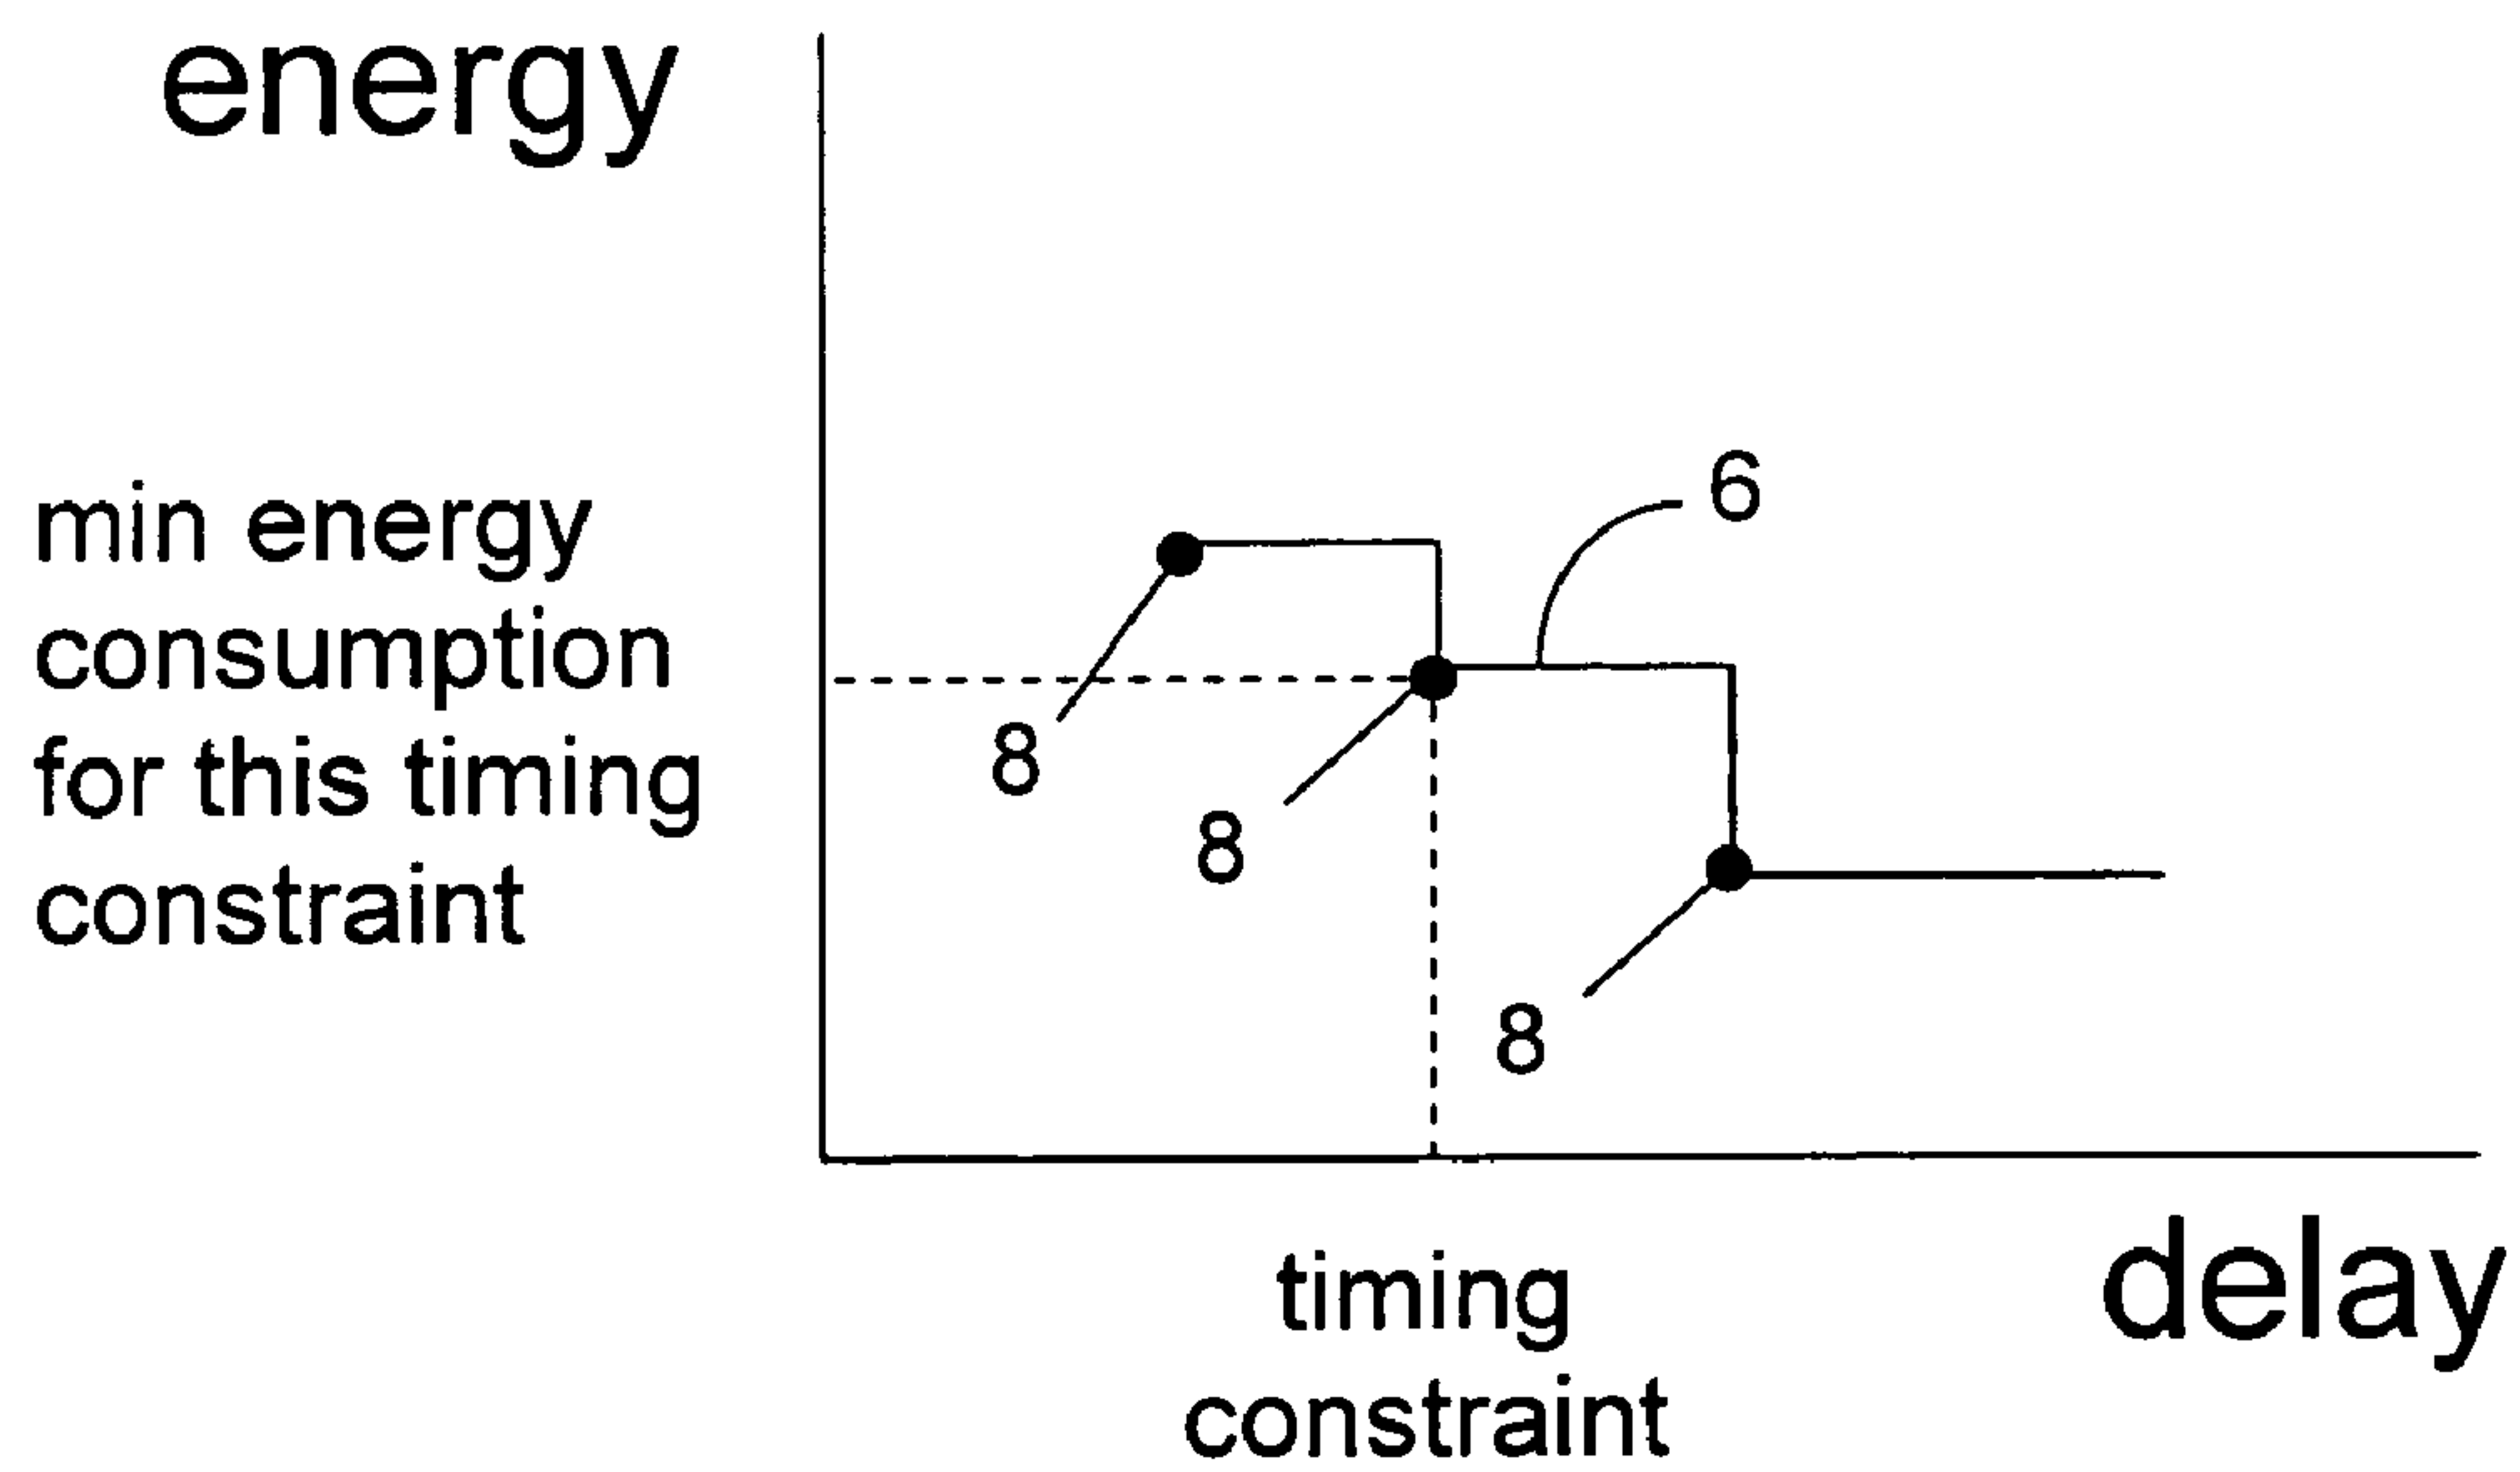 energy
min energy
consumption
for this timing
constraint
6
8
8
8
timing
constraint
delay